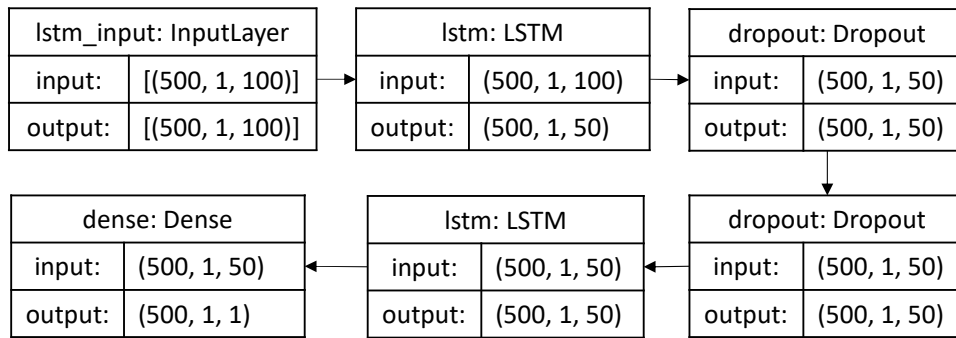 lstm_input: InputLayer
input: [(500, 1, 100)]
output: [(500, 1, 100)]
lstm: LSTM
input: (500, 1, 100)
output: (500, 1, 50)
dropout: Dropout
input: (500, 1, 50)
output: (500, 1, 50)
dropout: Dropout
input: (500, 1, 50)
output: (500, 1, 50)
lstm: LSTM
input: (500, 1, 50)
output: (500, 1, 50)
dense: Dense
input: (500, 1, 50)
output: (500, 1, 1)